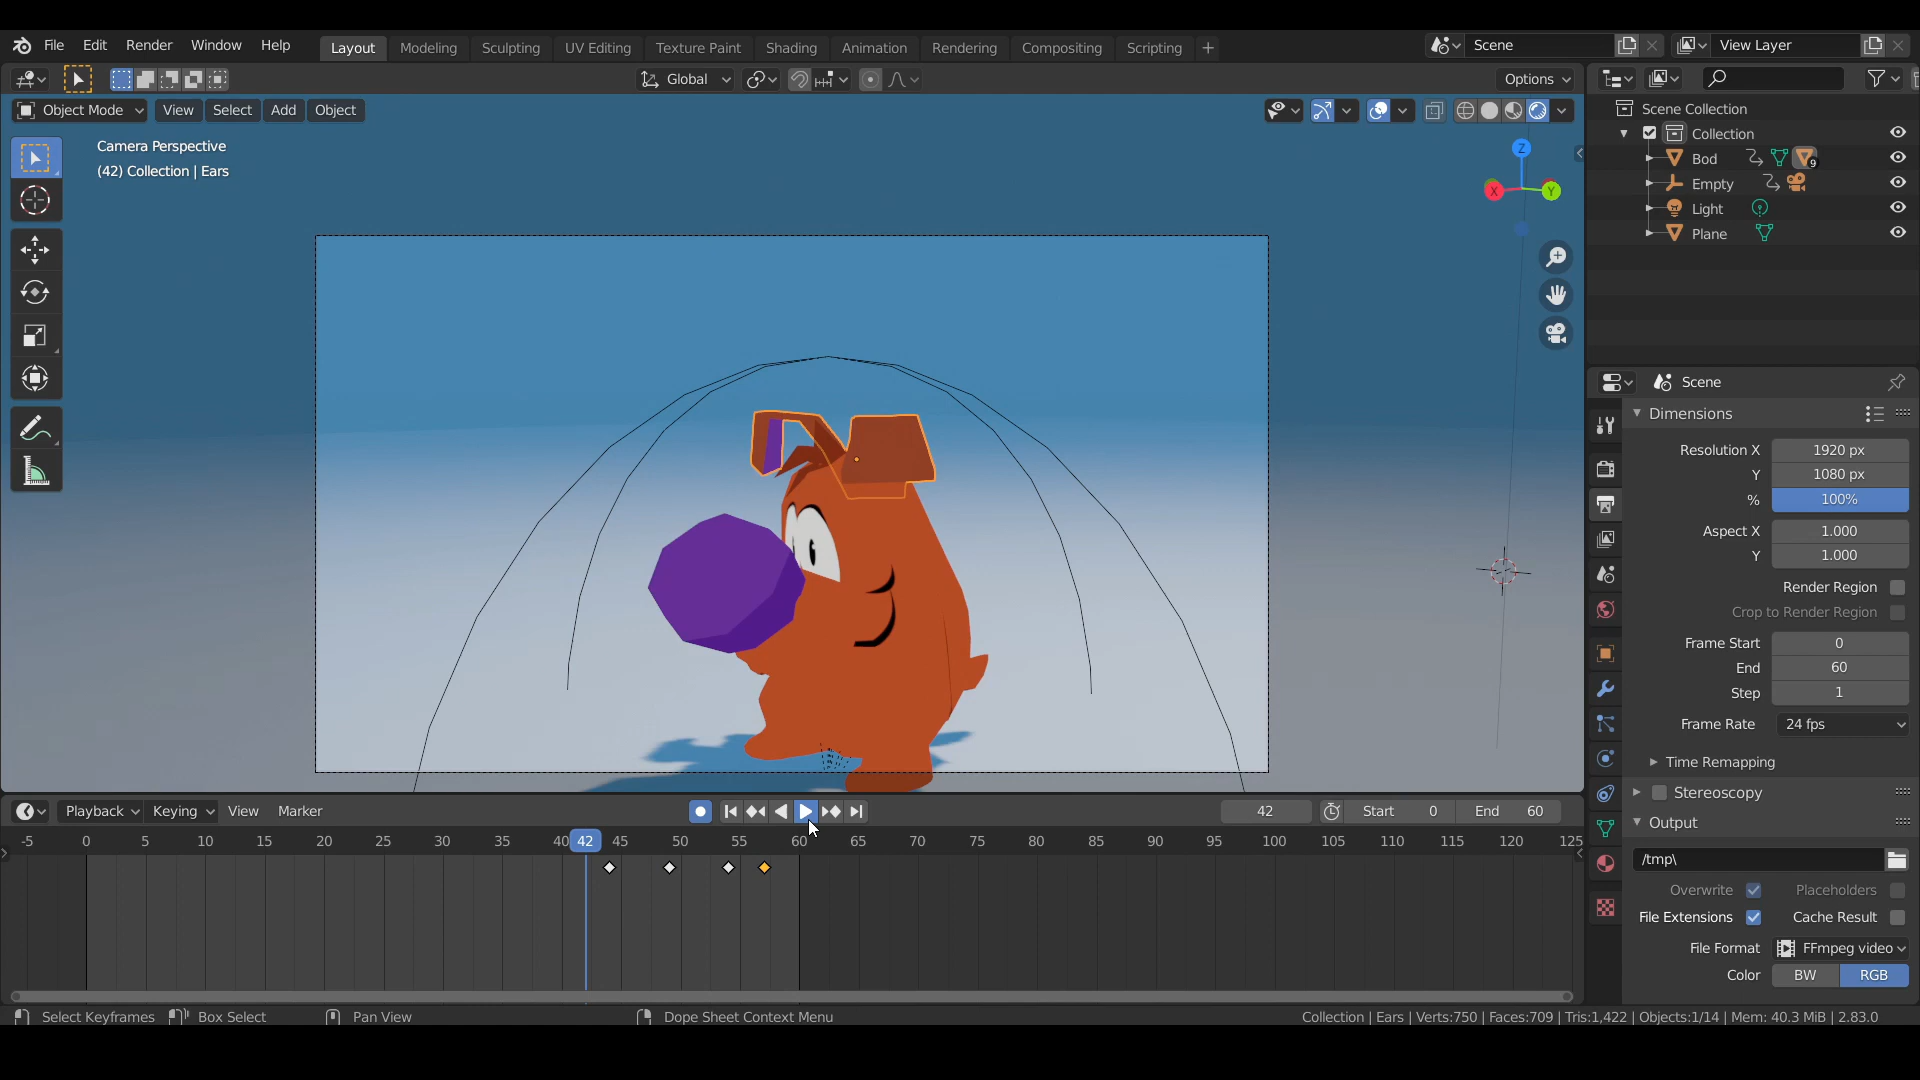 File Edit Render Window Help Layout Modeling Sculpting UV Editing Texture Paint Shading Animation Rendering Compositing Scripting + Scene View Layer
Global Options
Object Mode View Select Add Object
Camera Perspective
(42) Collection | Ears
Z
X Y
Scene Collection
Collection
Bod 9
Empty
Light
Plane
Scene
Dimensions
Resolution X 1920 px
Y 1080 px
% 100%
Aspect X 1.000
Y 1.000
Render Region
Crop to Render Region
Frame Start 0
End 60
Step 1
Frame Rate 24 fps
Time Remapping
Stereoscopy
Output
/tmp\
Overwrite Placeholders
File Extensions Cache Result
File Format FFmpeg video
Color BW RGB
Playback Keying View Marker 42 Start 0 End 60
-5 0 5 10 15 20 25 30 35 40 42 45 50 55 60 65 70 75 80 85 90 95 100 105 110 115 120 125
Select Keyframes Box Select Pan View Dope Sheet Context Menu Collection | Ears | Verts:750 | Faces:709 | Tris:1,422 | Objects:1/14 | Mem: 40.3 MiB | 2.83.0